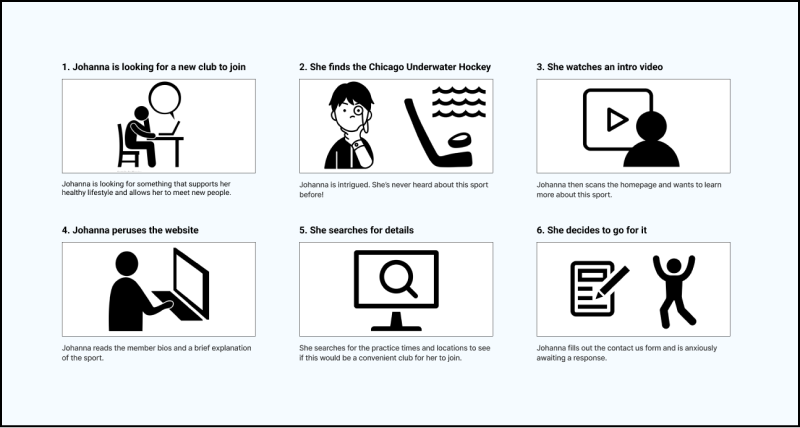 1. Johanna is looking for a new club to join
Johanna is looking for something that supports her
healthy lifestyle and allows her to meet new people.
2. She finds the Chicago Underwater Hockey
Johanna is intrigued. She's never heard about this sport
before!
3. She watches an intro video
Johanna then scans the homepage and wants to learn
more about this sport.
4. Johanna peruses the website
Johanna reads the member bios and a brief explanation
of the sport.
5. She searches for details
She searches for the practice times and locations to see
if this would be a convenient club for her to join.
6. She decides to go for it
Johanna fills out the contact us form and is anxiously
awaiting a response.